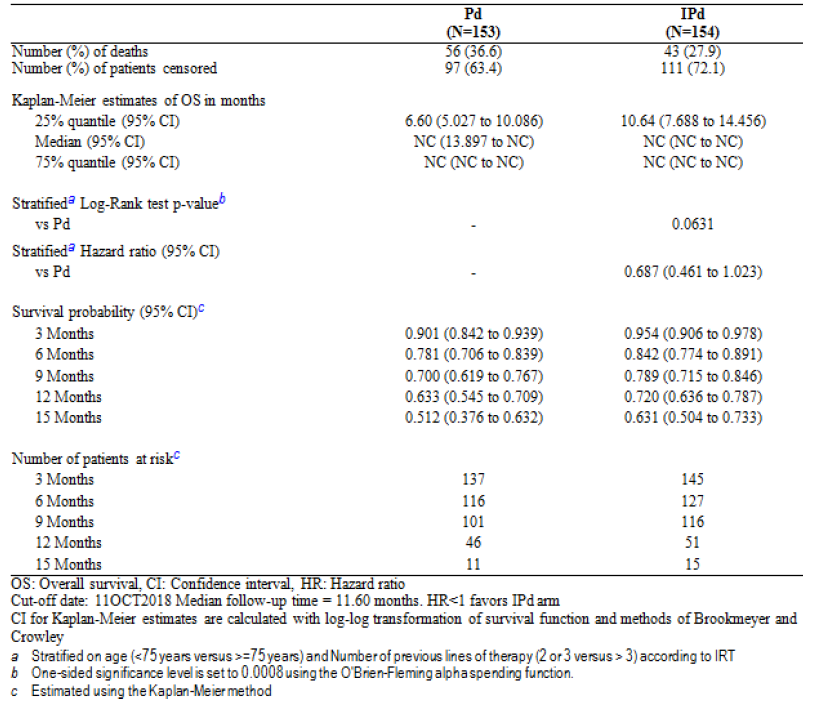 Pd IPd
(N=153) (N=154)
Number (%) of deaths 56 (36.6) 43 (27.9)
Number (%) of patients censored 97 (63.4) 111 (72.1)
Kaplan-Meier estimates of OS in months
25% quantile (95% CI) 6.60 (5.027 to 10.086) 10.64 (7.688 to 14.456)
Median (95% CI) NC (13.897 to NC) NC (NC to NC)
75% quantile (95% CI) NC (NC to NC) NC (NC to NC)
Stratifiedᵃ Log-Rank test p-valueᵇ
vs Pd - 0.0631
Stratifiedᵃ Hazard ratio (95% CI)
vs Pd - 0.687 (0.461 to 1.023)
Survival probability (95% CI)ᶜ
3 Months 0.901 (0.842 to 0.939) 0.954 (0.906 to 0.978)
6 Months 0.781 (0.706 to 0.839) 0.842 (0.774 to 0.891)
9 Months 0.700 (0.619 to 0.767) 0.789 (0.715 to 0.846)
12 Months 0.633 (0.545 to 0.709) 0.720 (0.636 to 0.787)
15 Months 0.512 (0.376 to 0.632) 0.631 (0.504 to 0.733)
Number of patients at riskᶜ
3 Months 137 145
6 Months 116 127
9 Months 101 116
12 Months 46 51
15 Months 11 15
OS: Overall survival, CI: Confidence interval, HR: Hazard ratio
Cut-off date: 11OCT2018 Median follow-up time = 11.60 months. HR<1 favors IPd arm
CI for Kaplan-Meier estimates are calculated with log-log transformation of survival function and methods of Brookmeyer and
Crowley
a Stratified on age (<75 years versus >=75 years) and Number of previous lines of therapy (2 or 3 versus > 3) according to IRT
b One-sided significance level is set to 0.0008 using the O'Brien-Fleming alpha spending function.
c Estimated using the Kaplan-Meier method